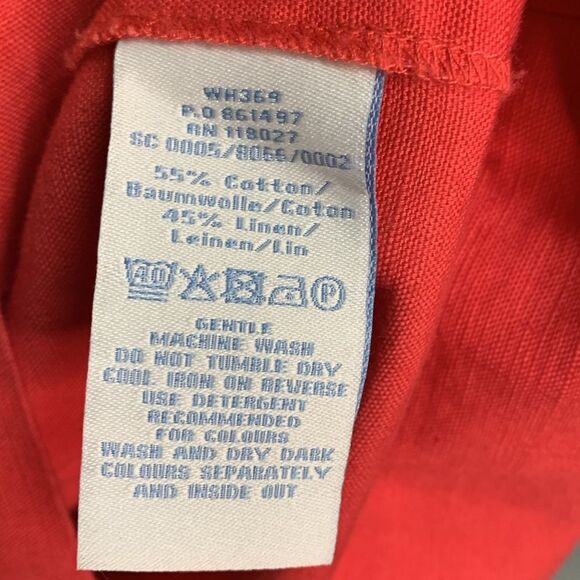 WH369
P.O 861497
RN 118027
SC 0005/8066/0002
55% Cotton/
Baumwolle/Coton
45% Linen/
Leinen/Lin
40 P
GENTLE
MACHINE WASH
DO NOT TUMBLE DRY
COOL IRON ON REVERSE
USE DETERGENT
RECOMMENDED
FOR COLOURS
WASH AND DRY DARK
COLOURS SEPARATELY
AND INSIDE OUT